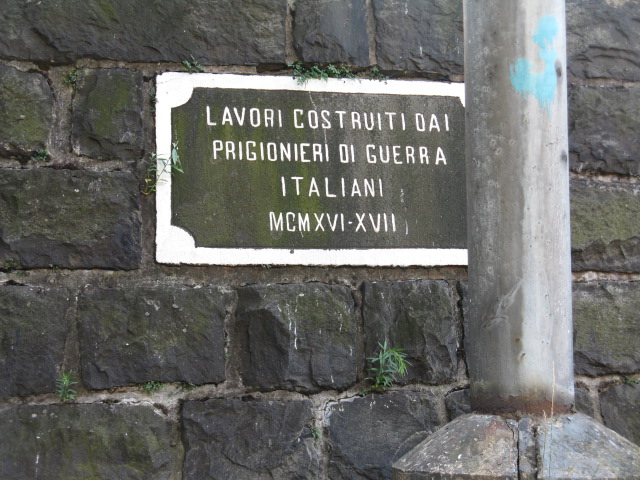 LAVORI COSTRUITI DAI
PRIGIONIERI DI GUERRA
ITALIANI
MCMXVI-XVII